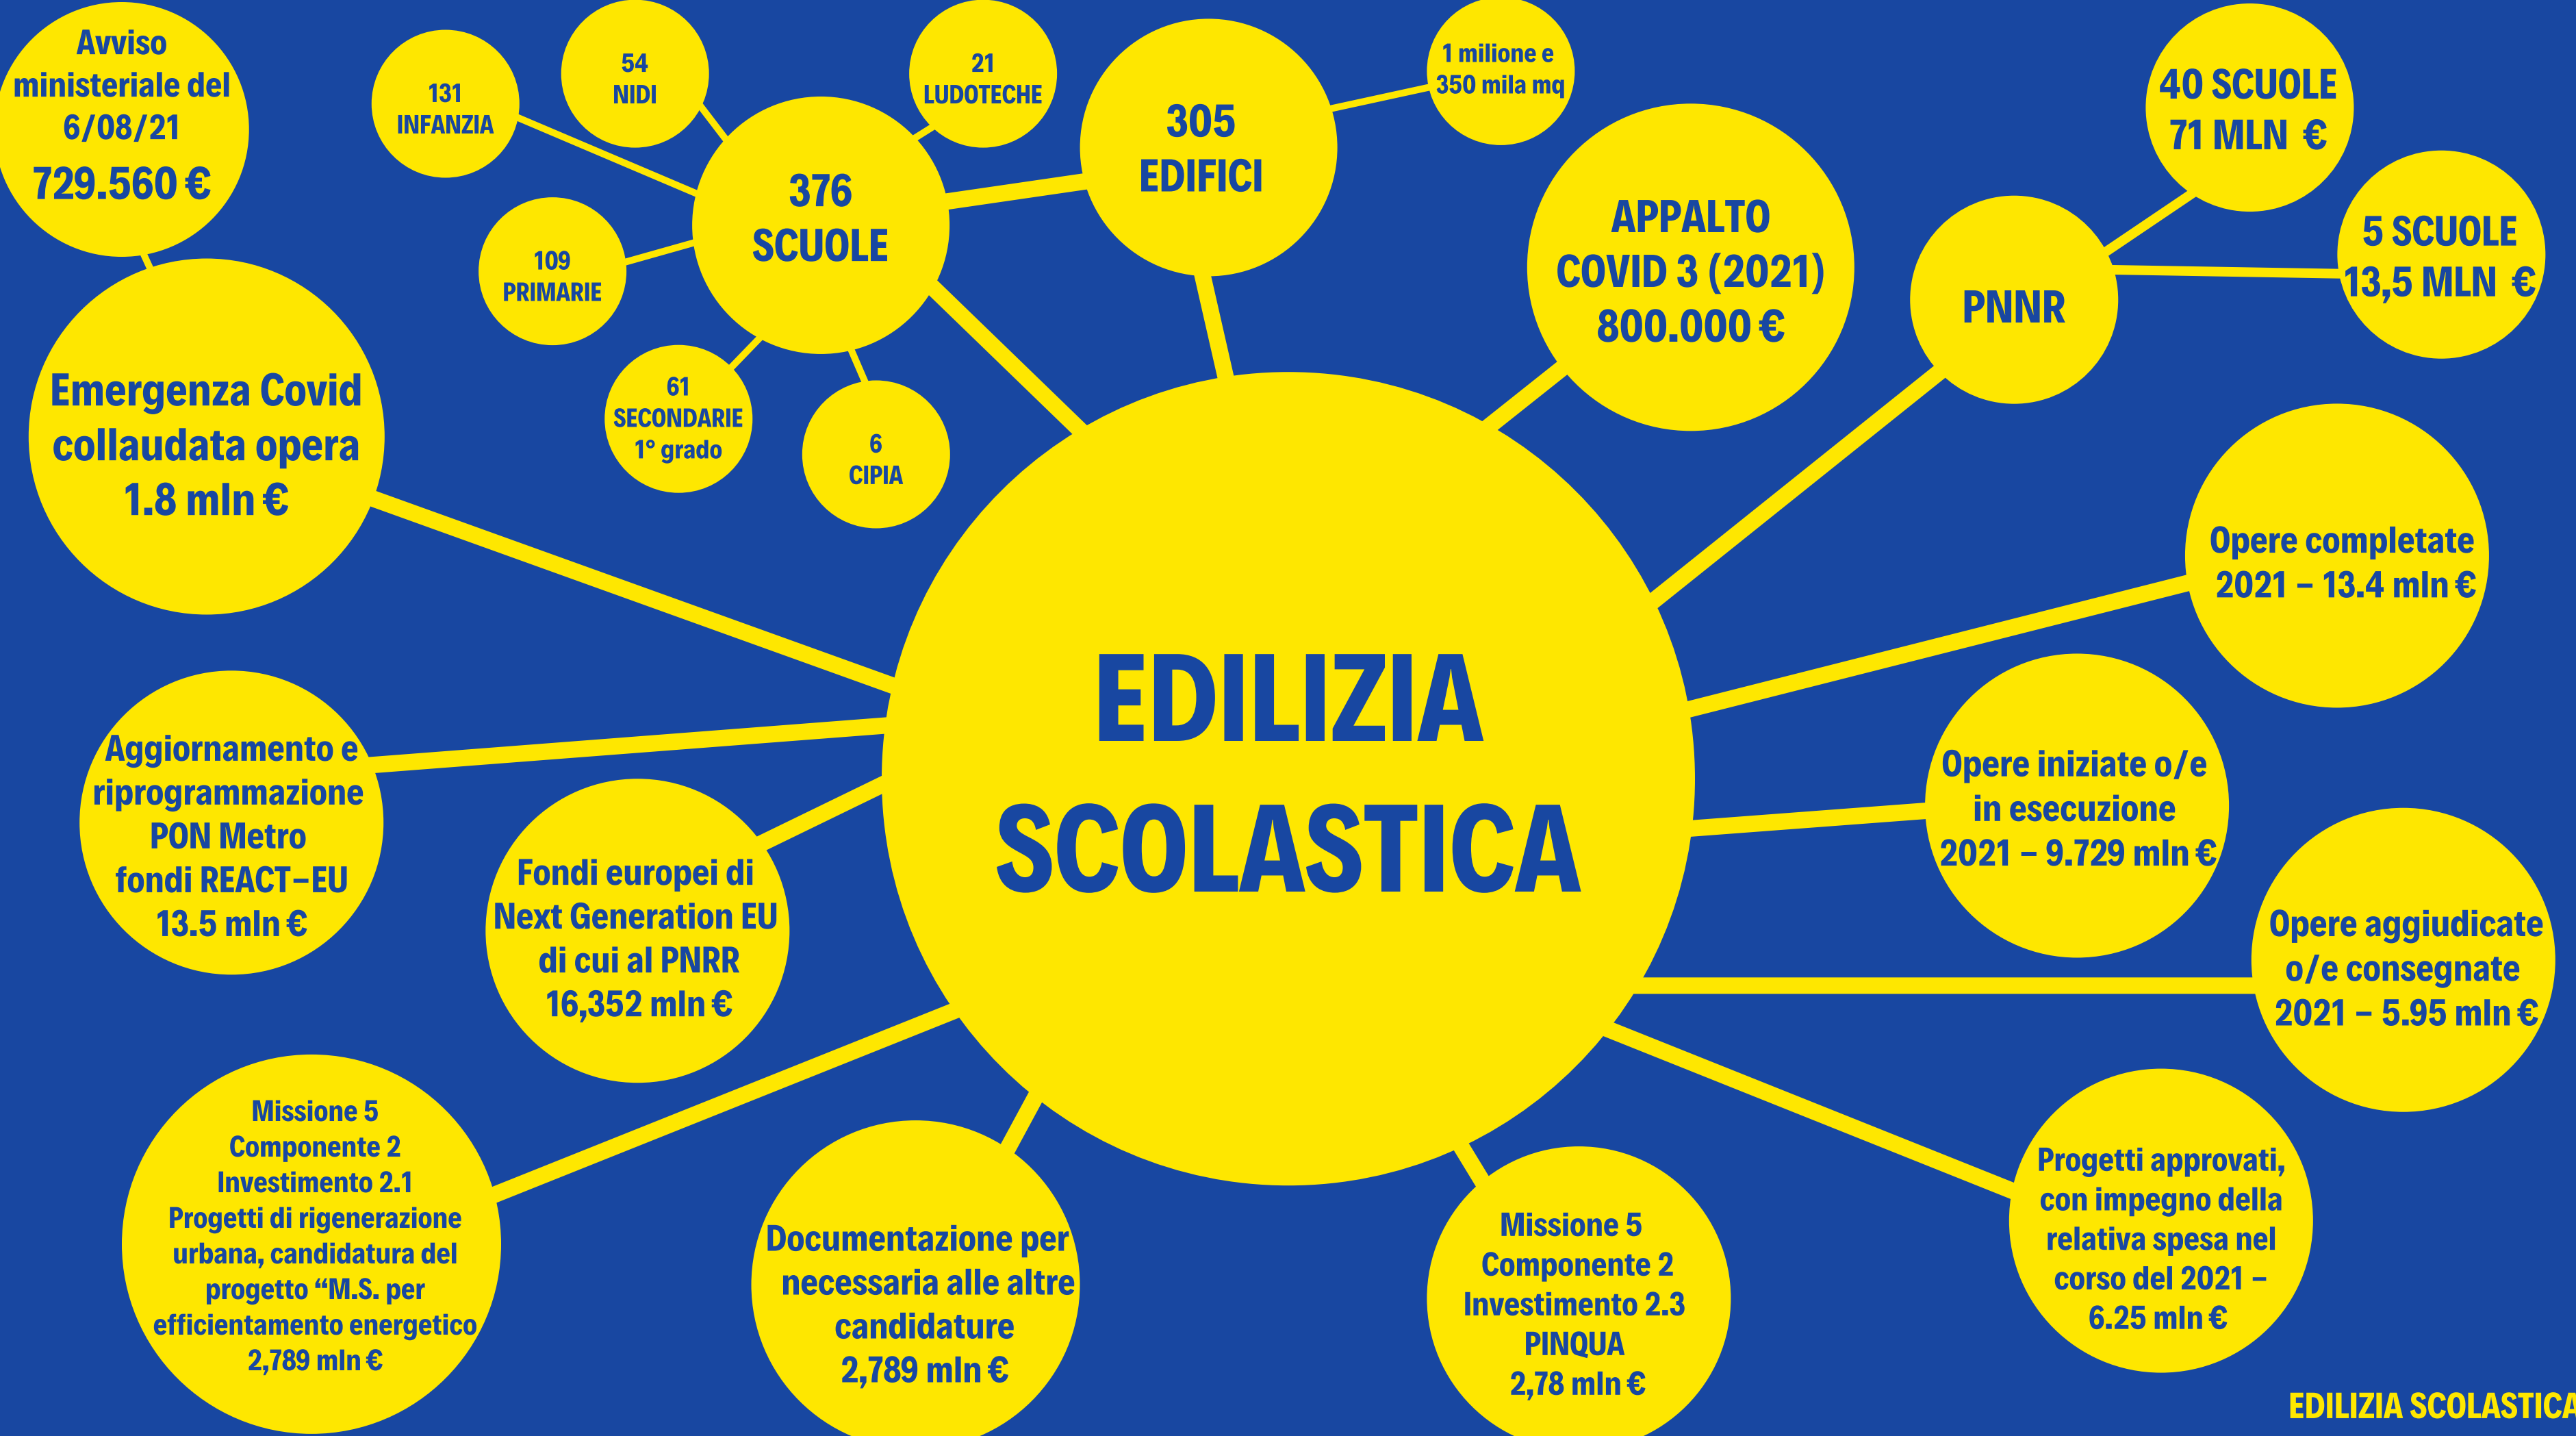 Avviso
ministeriale del
6/08/21
729.560 €
131
INFANZIA
54
NIDI
21
LUDOTECHE
376
SCUOLE
109
PRIMARIE
61
SECONDARIE
1° grado
6
CIPIA
305
EDIFICI
1 milione e
350 mila mq
APPALTO
COVID 3 (2021)
800.000 €
PNNR
40 SCUOLE
71 MLN €
5 SCUOLE
13,5 MLN €
Emergenza Covid
collaudata opera
1.8 mln €
Opere completate
2021 – 13.4 mln €
EDILIZIA
SCOLASTICA
Aggiornamento e
riprogrammazione
PON Metro
fondi REACT–EU
13.5 mln €
Fondi europei di
Next Generation EU
di cui al PNRR
16,352 mln €
Opere iniziate o/e
in esecuzione
2021 – 9.729 mln €
Opere aggiudicate
o/e consegnate
2021 – 5.95 mln €
Missione 5
Componente 2
Investimento 2.1
Progetti di rigenerazione
urbana, candidatura del
progetto “M.S. per
efficientamento energetico
2,789 mln €
Documentazione per
necessaria alle altre
candidature
2,789 mln €
Missione 5
Componente 2
Investimento 2.3
PINQUA
2,78 mln €
Progetti approvati,
con impegno della
relativa spesa nel
corso del 2021 –
6.25 mln €
EDILIZIA SCOLASTICA